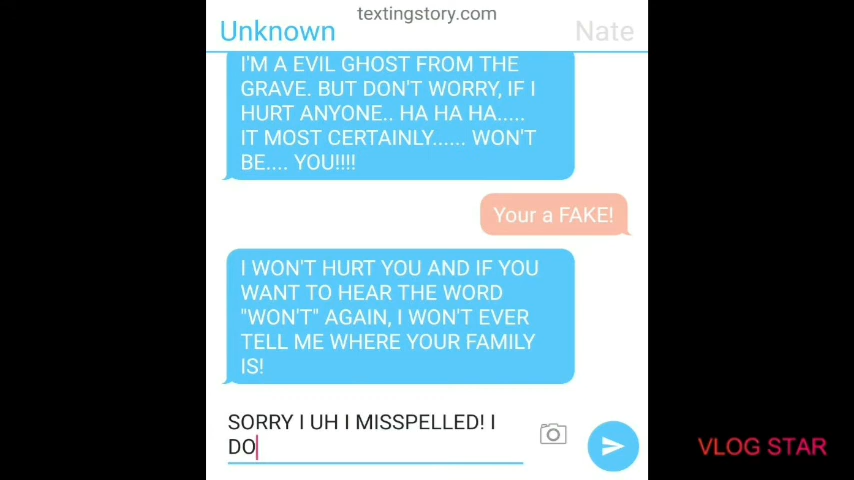 textingstory.com
Unknown
Nate
I'M A EVIL GHOST FROM THE
GRAVE. BUT DON'T WORRY, IF I
HURT ANYONE.. HA HA HA.....
IT MOST CERTAINLY...... WON'T
BE.... YOU!!!!
Your a FAKE!
I WON'T HURT YOU AND IF YOU
WANT TO HEAR THE WORD
"WON'T" AGAIN, I WON'T EVER
TELL ME WHERE YOUR FAMILY
IS!
SORRY I UH I MISSPELLED! I
DO
VLOG STAR